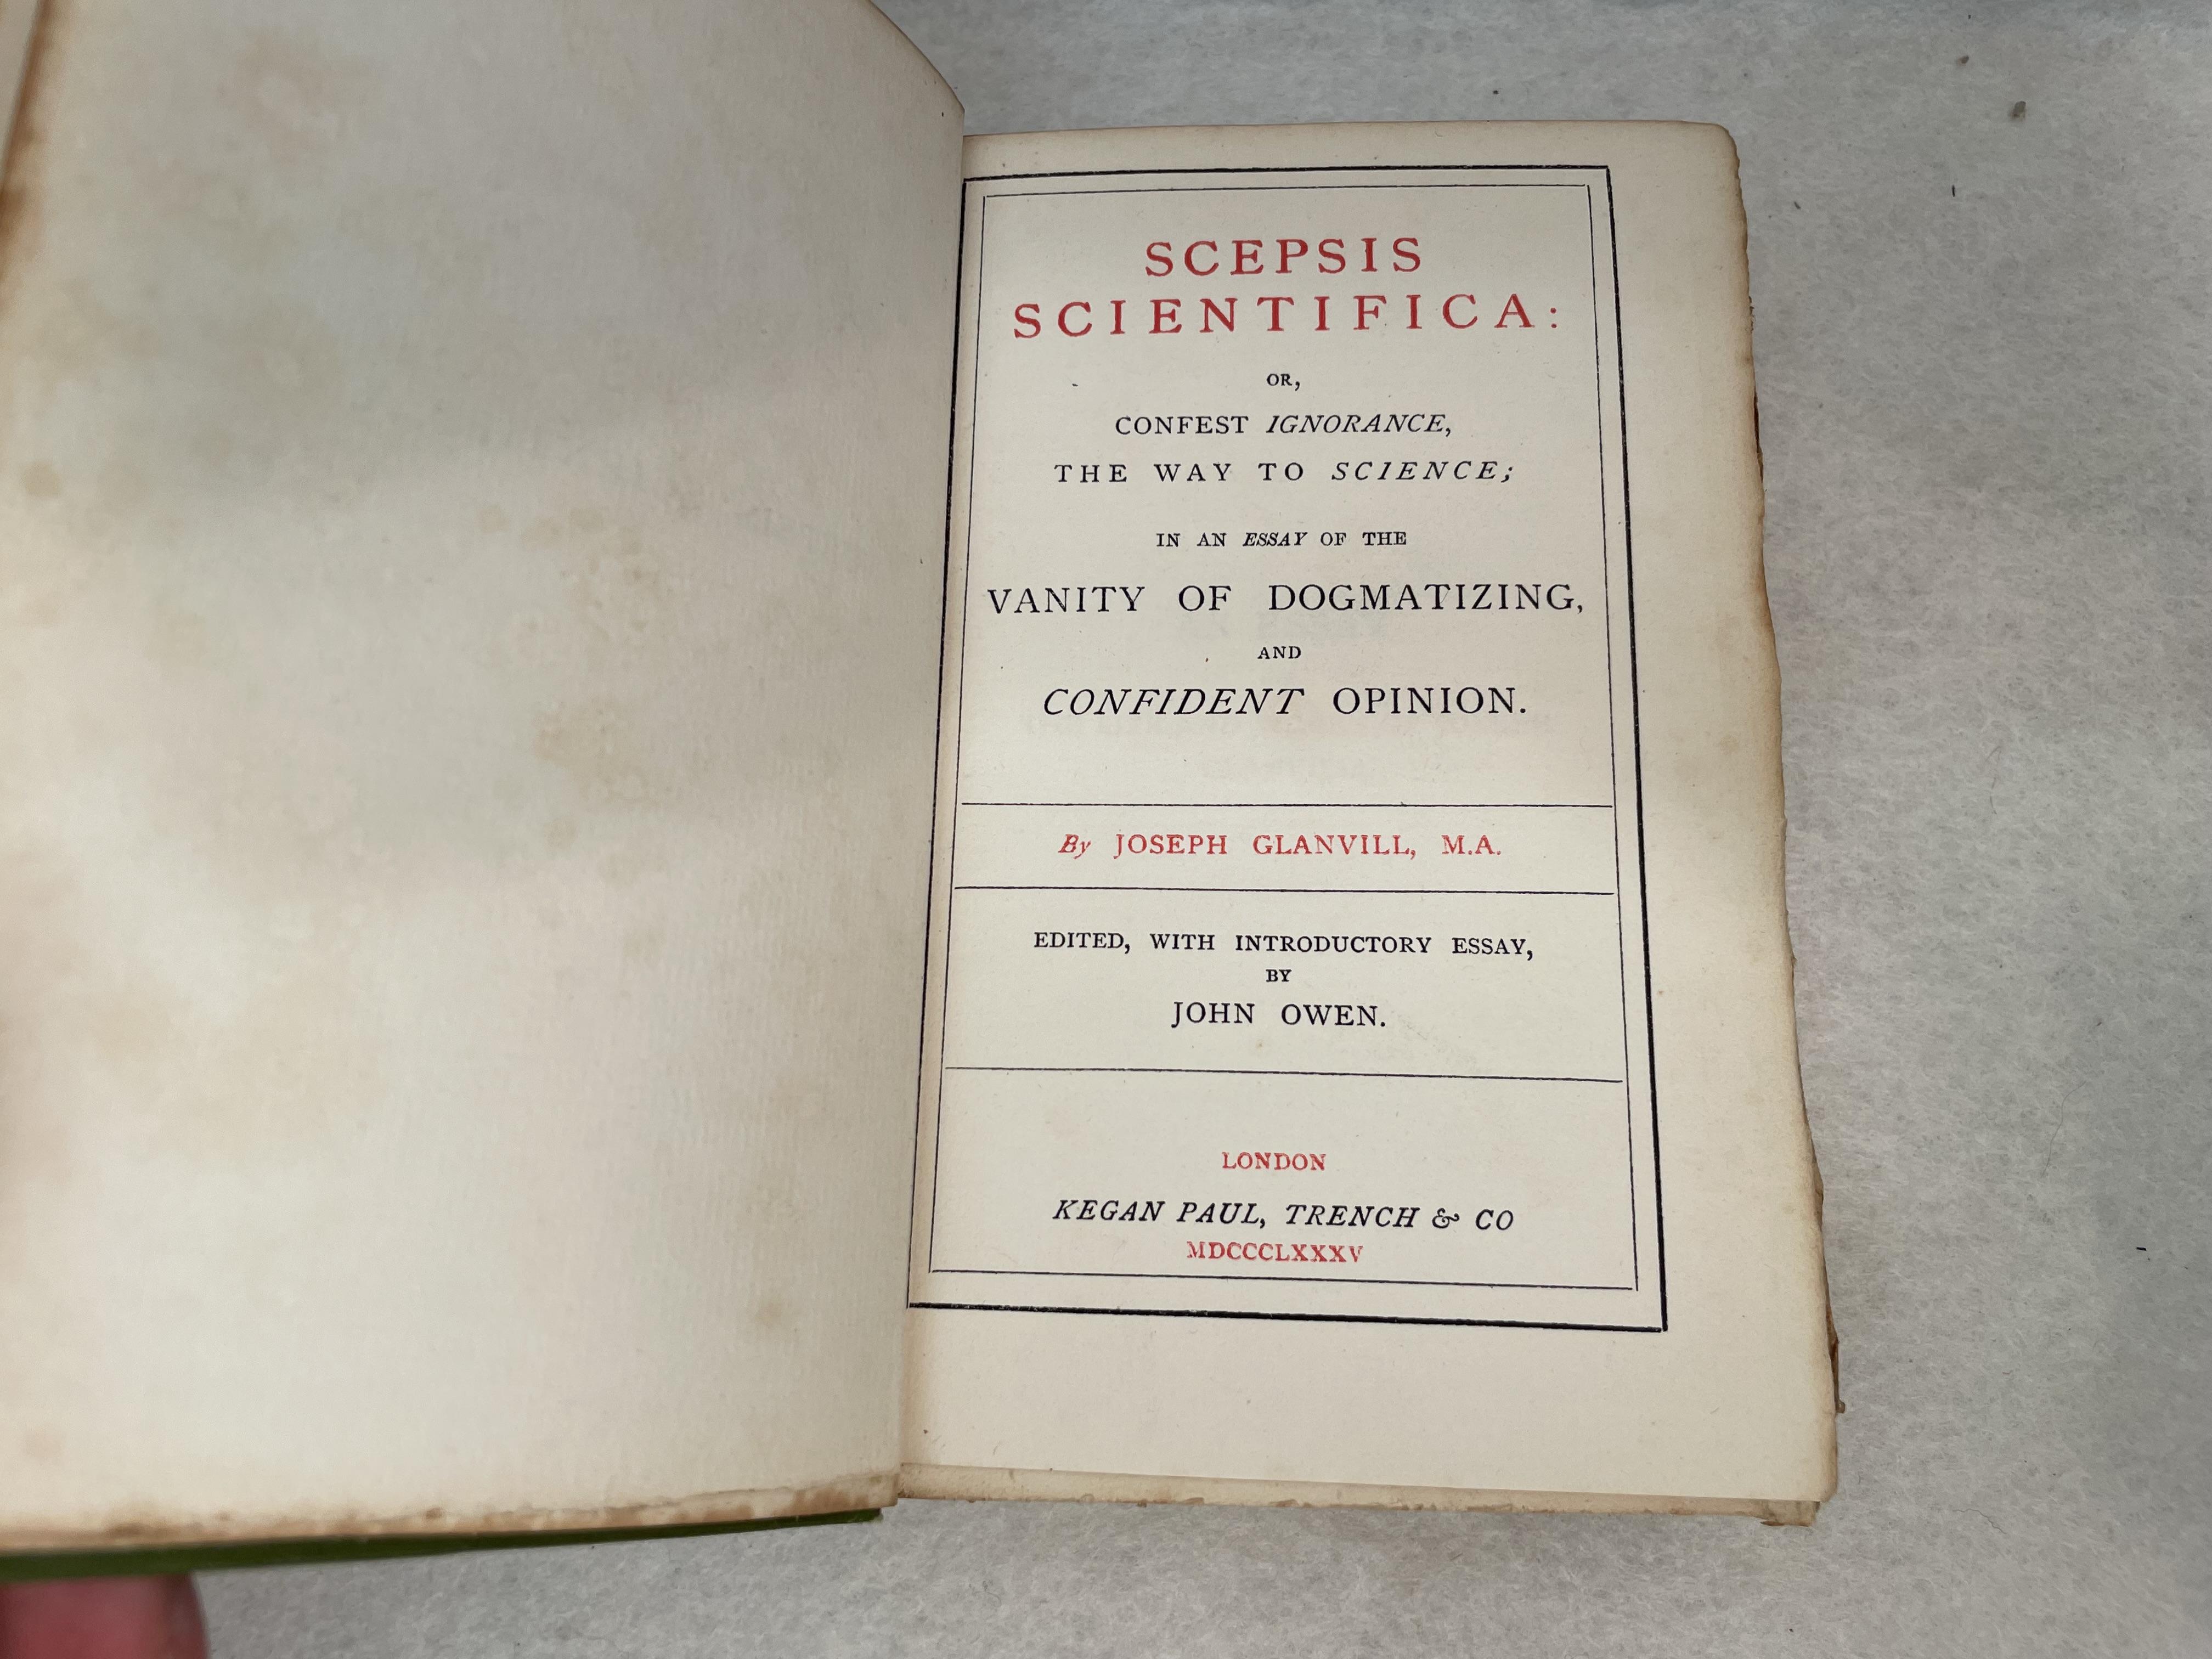 SCEPSIS
SCIENTIFICA:
OR,
CONFEST IGNORANCE,
THE WAY TO SCIENCE;
IN AN ESSAY OF THE
VANITY OF DOGMATIZING,
AND
CONFIDENT OPINION.
By JOSEPH GLANVILL, M.A.
EDITED, WITH INTRODUCTORY ESSAY,
BY
JOHN OWEN.
LONDON
KEGAN PAUL, TRENCH & CO
MDCCCLXXXV